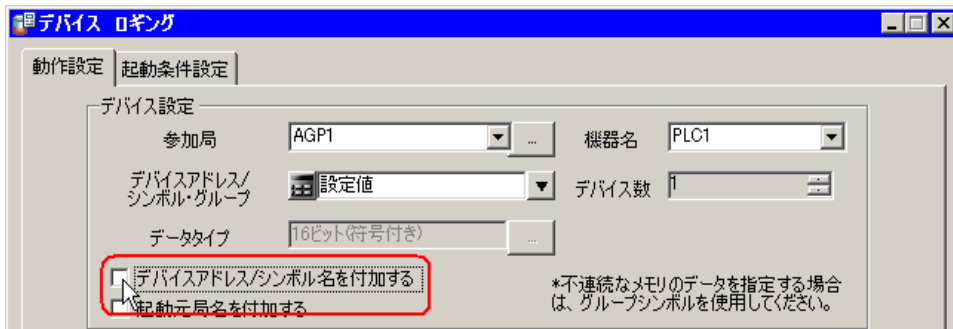 デバイス ロギング
動作設定 起動条件設定
デバイス設定
参加局 AGP1 ... 機器名 PLC1
デバイスアドレス/
シンボル・グループ 設定値 デバイス数 1
データタイプ 16ビット(符号付き) ...
デバイスアドレス/シンボル名を付加する
起動元局名を付加する
*不連続なメモリのデータを指定する場合
は、グループシンボルを使用してください。